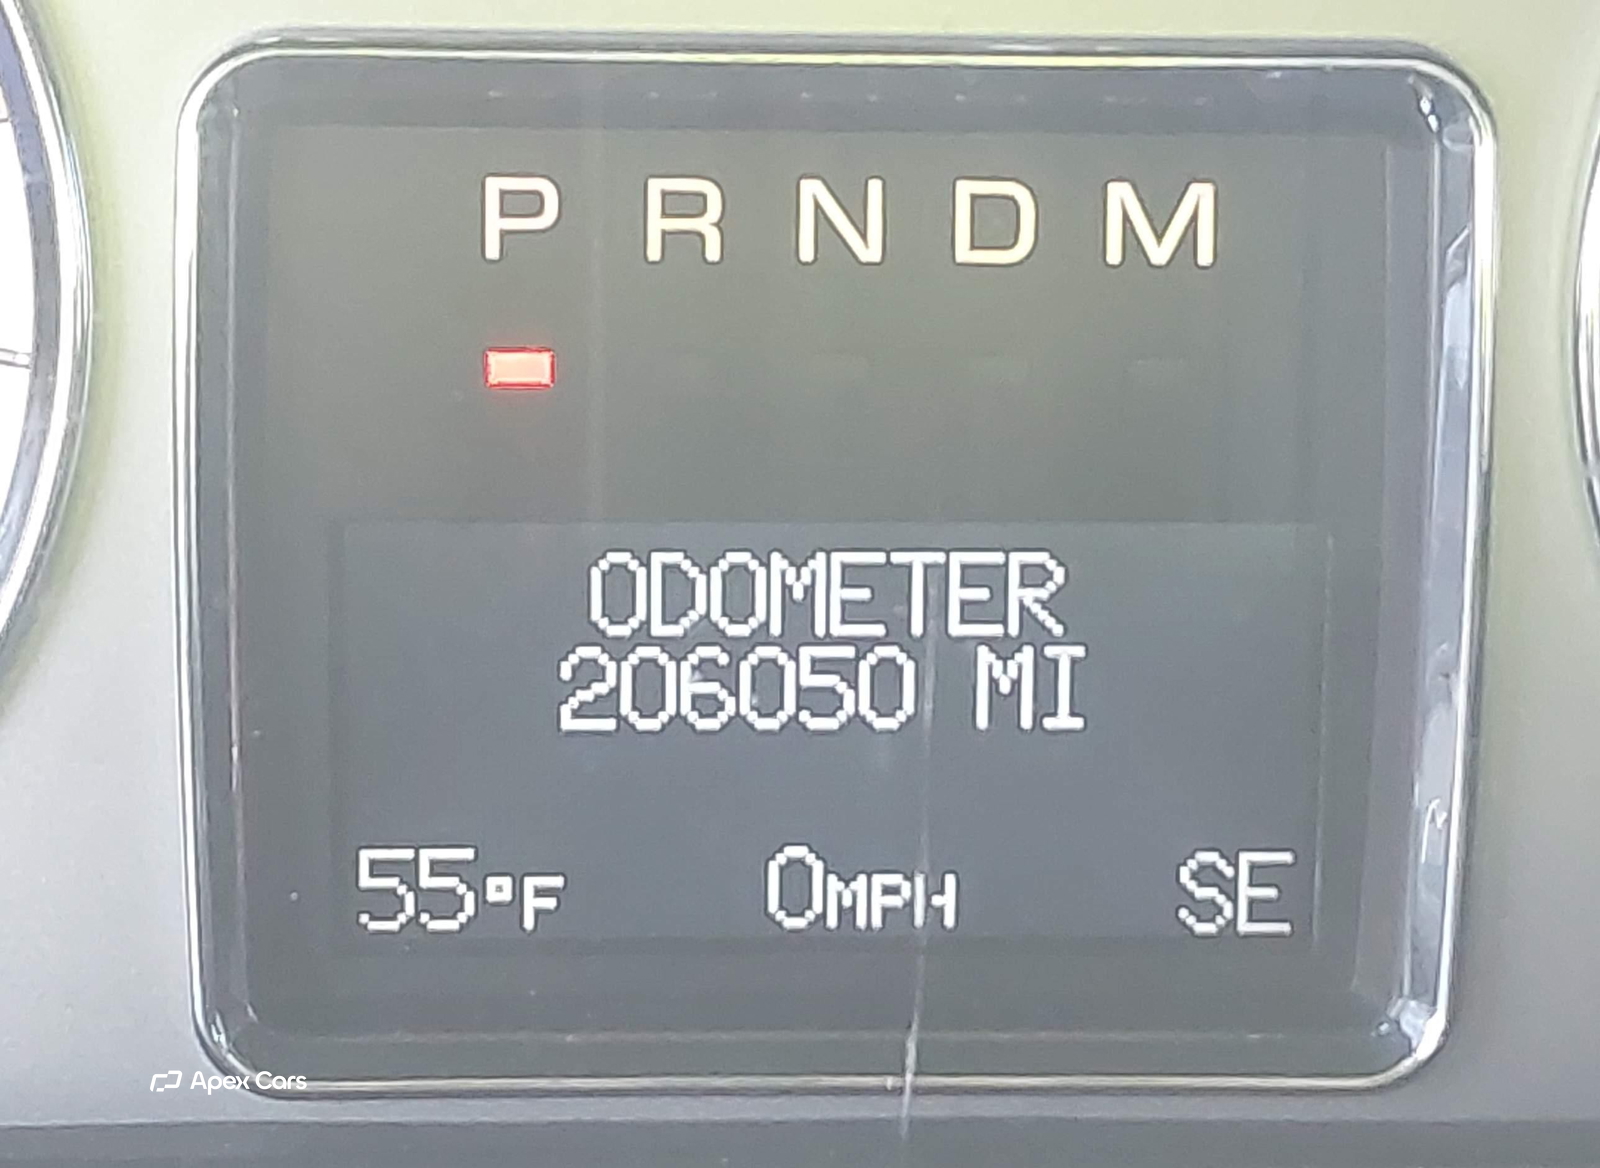 P R N D M
ODOMETER
206050 MI
55°F 0MPH SE
Apex Cars